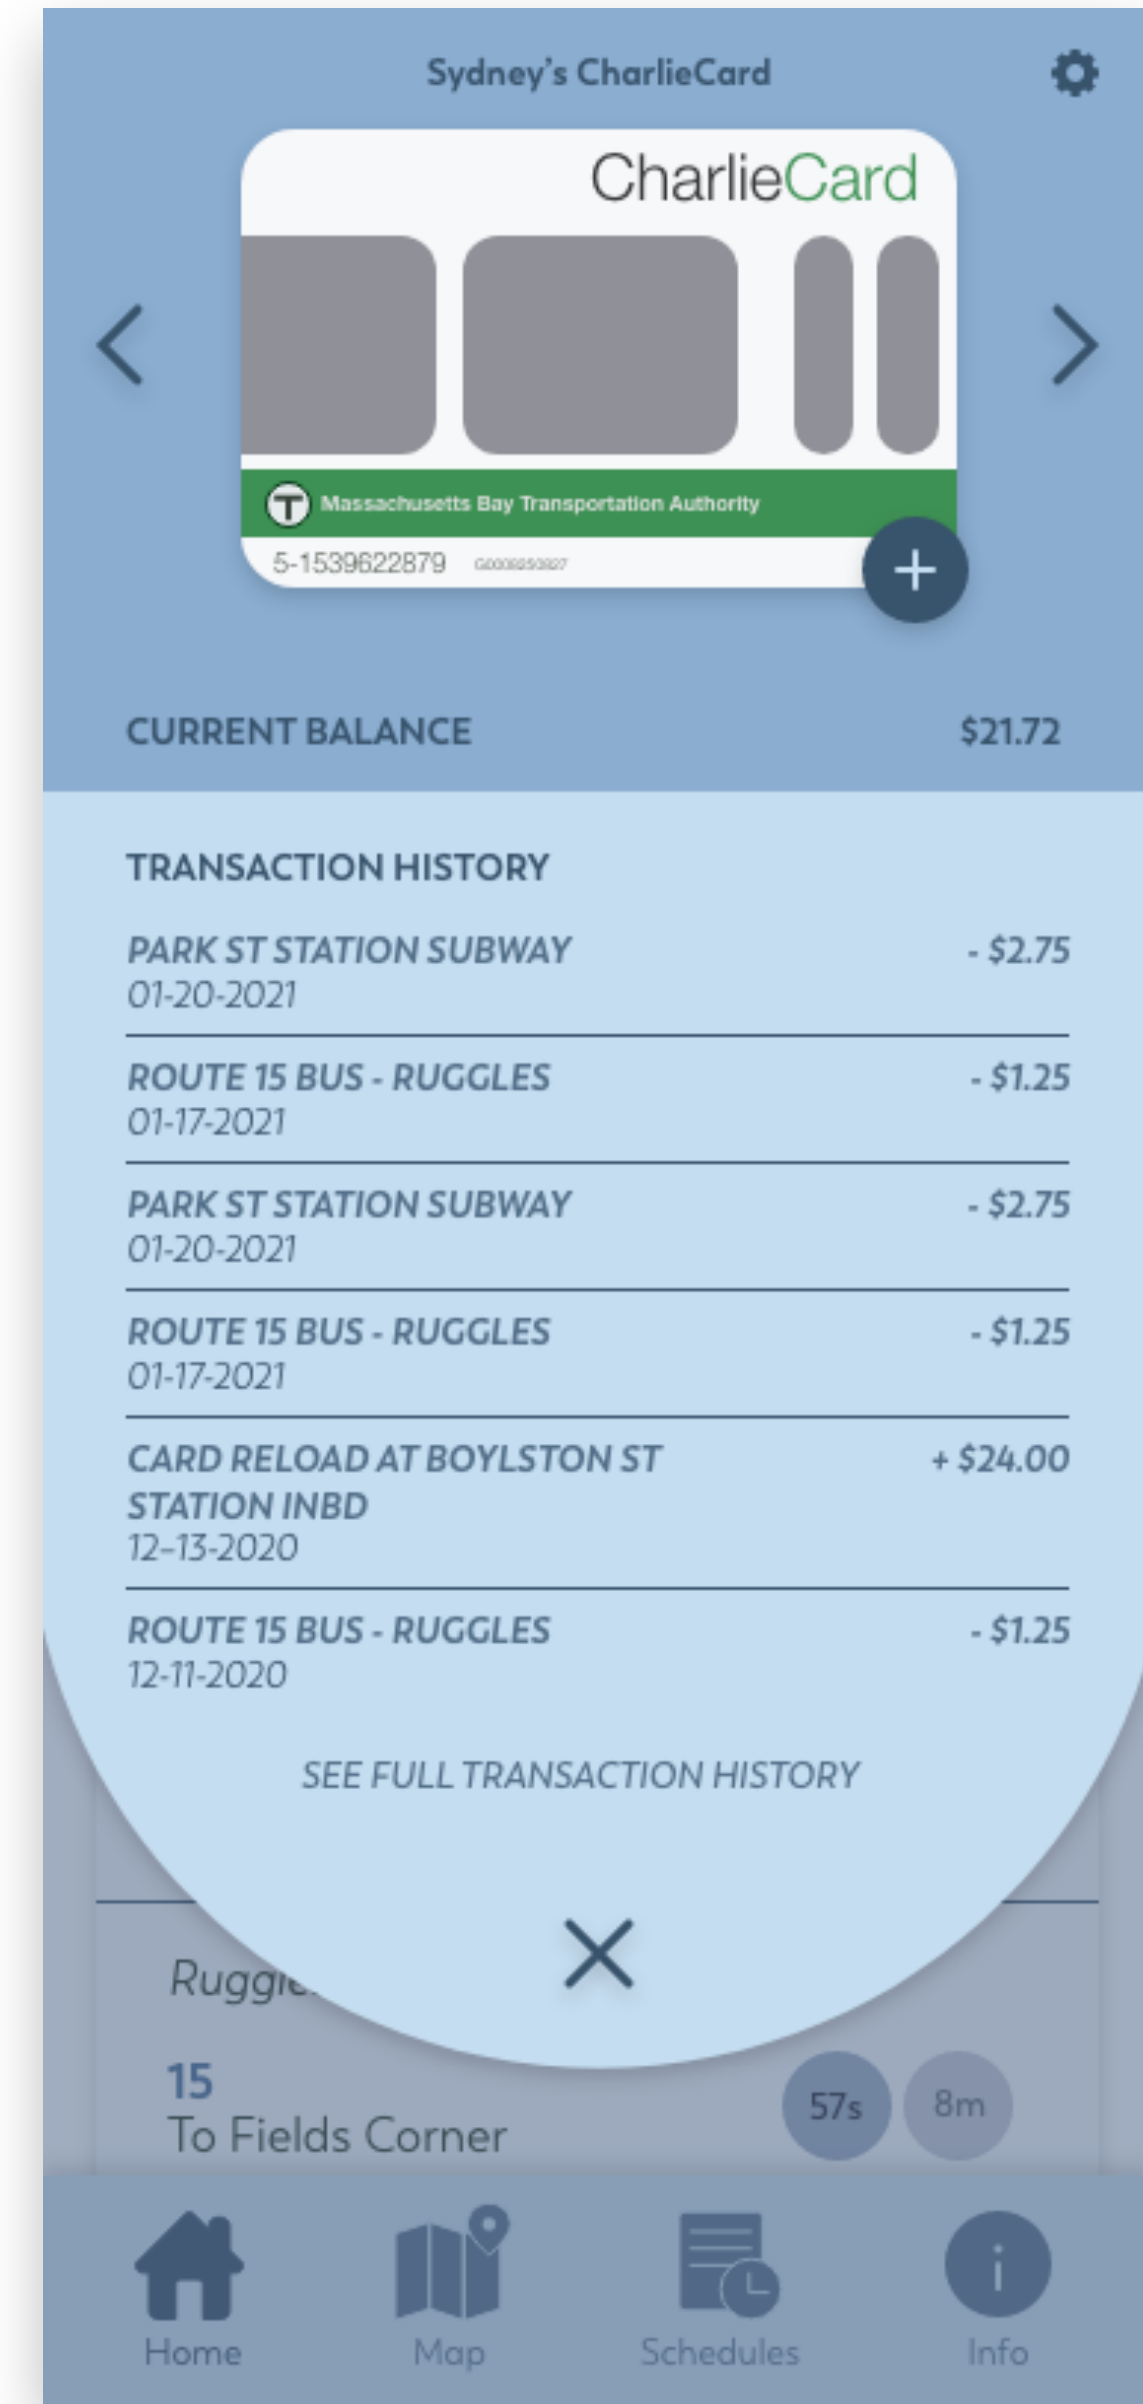 Sydney's CharlieCard
CharlieCard
T Massachusetts Bay Transportation Authority
5-1539622879
CURRENT BALANCE $21.72
TRANSACTION HISTORY
PARK ST STATION SUBWAY - $2.75
01-20-2021
ROUTE 15 BUS - RUGGLES - $1.25
01-17-2021
PARK ST STATION SUBWAY - $2.75
01-20-2021
ROUTE 15 BUS - RUGGLES - $1.25
01-17-2021
CARD RELOAD AT BOYLSTON ST + $24.00
STATION INBD
12-13-2020
ROUTE 15 BUS - RUGGLES - $1.25
12-11-2020
SEE FULL TRANSACTION HISTORY
15
To Fields Corner
57s 8m
Home Map Schedules Info